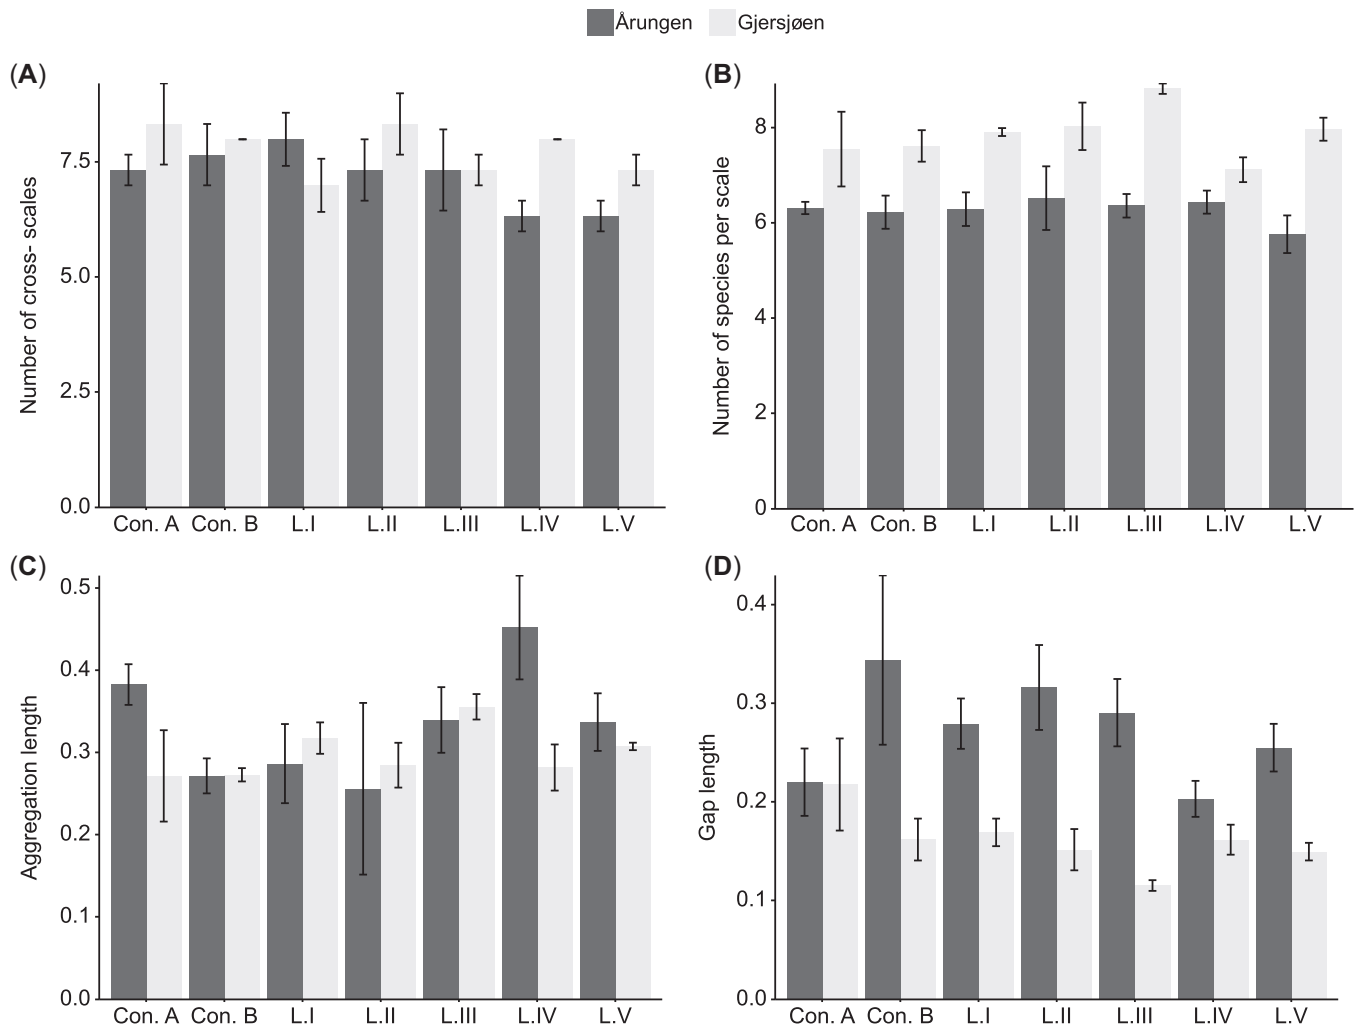 Årungen Gjersjøen
(A)
Number of cross- scales
7.5
5.0
2.5
0.0
Con. A Con. B L.I L.II L.III L.IV L.V
(B)
Number of species per scale
8
6
4
2
0
Con. A Con. B L.I L.II L.III L.IV L.V
(C)
Aggregation length
0.5
0.4
0.3
0.2
0.1
0.0
Con. A Con. B L.I L.II L.III L.IV L.V
(D)
Gap length
0.4
0.3
0.2
0.1
0.0
Con. A Con. B L.I L.II L.III L.IV L.V